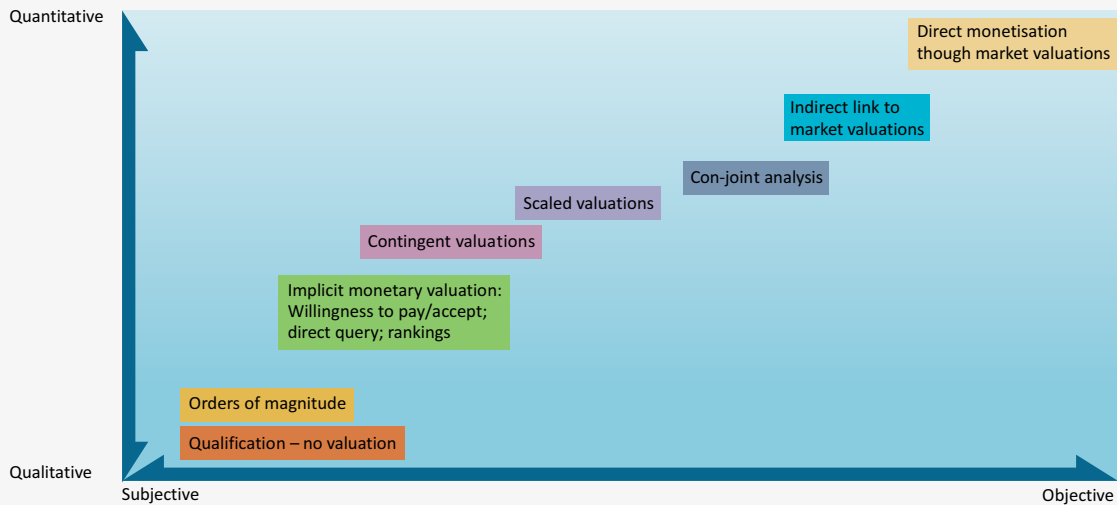 Quantitative
Direct monetisation
though market valuations
Indirect link to
market valuations
Con-joint analysis
Scaled valuations
Contingent valuations
Implicit monetary valuation:
Willingness to pay/accept;
direct query; rankings
Orders of magnitude
Qualification – no valuation
Qualitative
Subjective
Objective